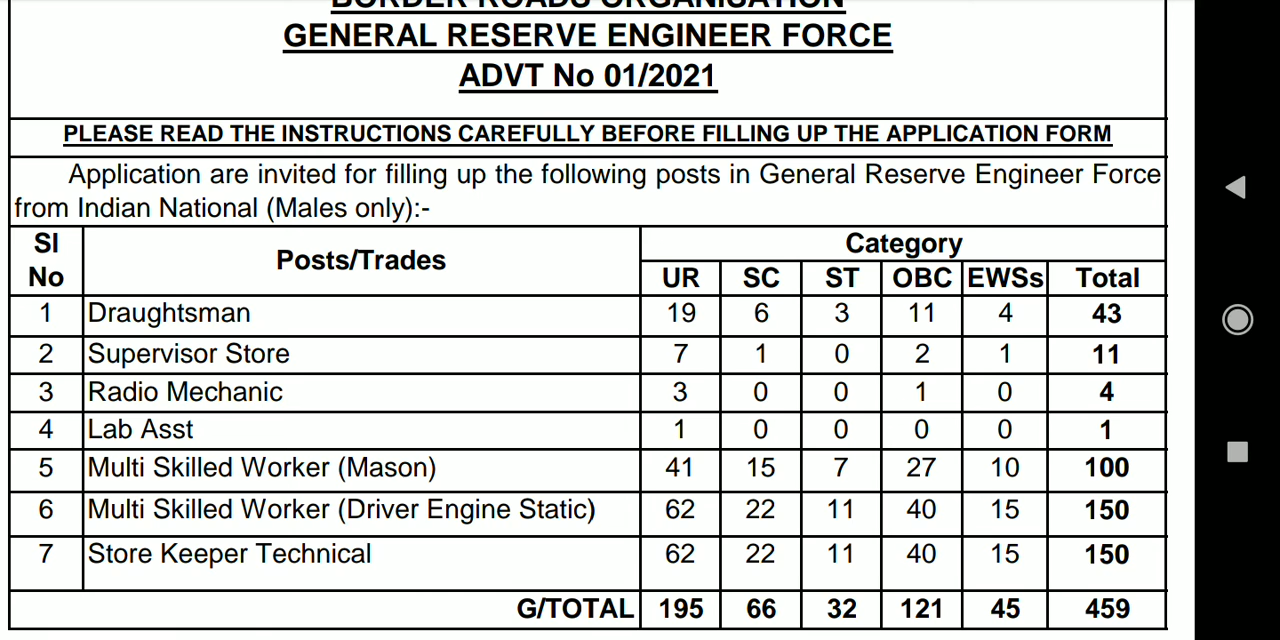 BORDER ROADS ORGANISATION
GENERAL RESERVE ENGINEER FORCE
ADVT No 01/2021
PLEASE READ THE INSTRUCTIONS CAREFULLY BEFORE FILLING UP THE APPLICATION FORM
Application are invited for filling up the following posts in General Reserve Engineer Force
from Indian National (Males only):-
Sl No Posts/Trades Category
UR SC ST OBC EWSs Total
1 Draughtsman 19 6 3 11 4 43
2 Supervisor Store 7 1 0 2 1 11
3 Radio Mechanic 3 0 0 1 0 4
4 Lab Asst 1 0 0 0 0 1
5 Multi Skilled Worker (Mason) 41 15 7 27 10 100
6 Multi Skilled Worker (Driver Engine Static) 62 22 11 40 15 150
7 Store Keeper Technical 62 22 11 40 15 150
G/TOTAL 195 66 32 121 45 459